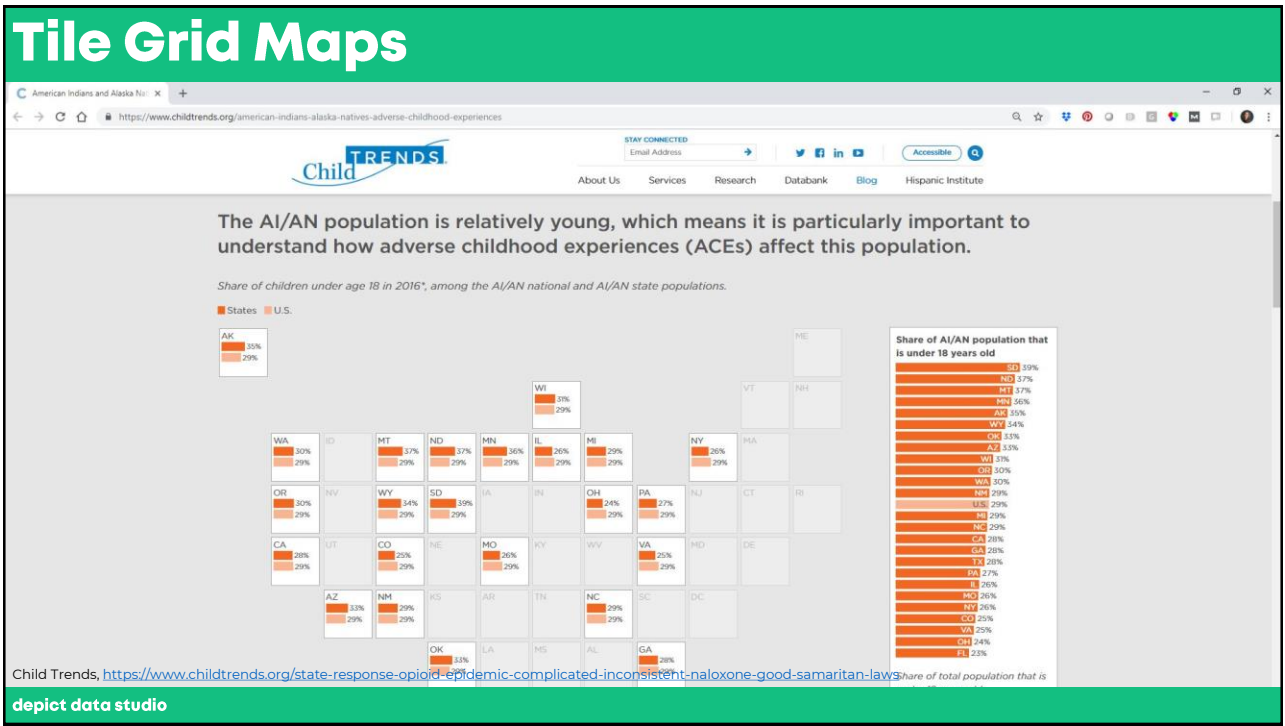 Tile Grid Maps
American Indians and Alaska Na
https://www.childtrends.org/american-indians-alaska-natives-adverse-childhood-experiences
Child TRENDS
STAY CONNECTED
Email Address
Accessible
About Us Services Research Databank Blog Hispanic Institute
The AI/AN population is relatively young, which means it is particularly important to
understand how adverse childhood experiences (ACEs) affect this population.
Share of children under age 18 in 2016*, among the AI/AN national and AI/AN state populations.
States U.S.
AK
35%
29%
ME
WI
31%
29%
VT
NH
WA
30%
29%
ID
MT
37%
29%
ND
37%
29%
MN
36%
29%
IL
26%
29%
MI
29%
29%
NY
26%
29%
MA
OR
30%
29%
NV
WY
34%
29%
SD
39%
29%
IA
IN
OH
24%
29%
PA
27%
29%
NJ
CT
RI
CA
28%
29%
UT
CO
25%
29%
NE
MO
26%
29%
KY
WV
VA
25%
29%
MD
DE
AZ
33%
29%
NM
29%
29%
KS
AR
TN
NC
29%
29%
SC
DC
OK
33%
29%
LA
MS
AL
GA
28%
29%
Share of AI/AN population that
is under 18 years old
SD 39%
ND 37%
MT 37%
MN 36%
AK 35%
WY 34%
OK 33%
AZ 33%
WI 31%
OR 30%
WA 30%
NM 29%
U.S. 29%
MI 29%
NC 29%
CA 28%
GA 28%
TX 28%
PA 27%
IL 26%
MO 26%
NY 26%
CO 25%
VA 25%
OH 24%
FL 23%
Share of total population that is
Child Trends, https://www.childtrends.org/state-response-opioid-epidemic-complicated-inconsistent-naloxone-good-samaritan-laws
depict data studio